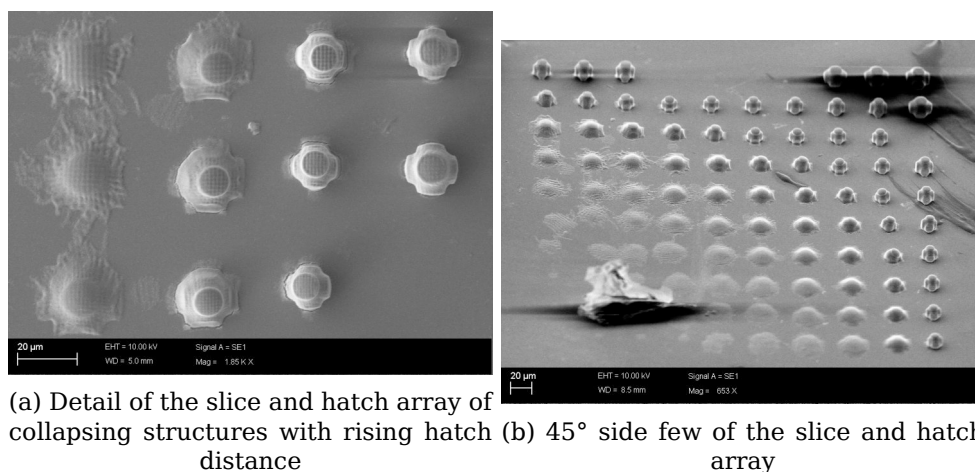 20 µm
EHT = 10.00 kV
Signal A = SE1
WD = 5.0 mm
Mag = 1.85 K X
20 µm
EHT = 10.00 kV
Signal A = SE1
WD = 8.5 mm
Mag = 653 X
(a) Detail of the slice and hatch array of
collapsing structures with rising hatch
distance
(b) 45° side few of the slice and hatch
array